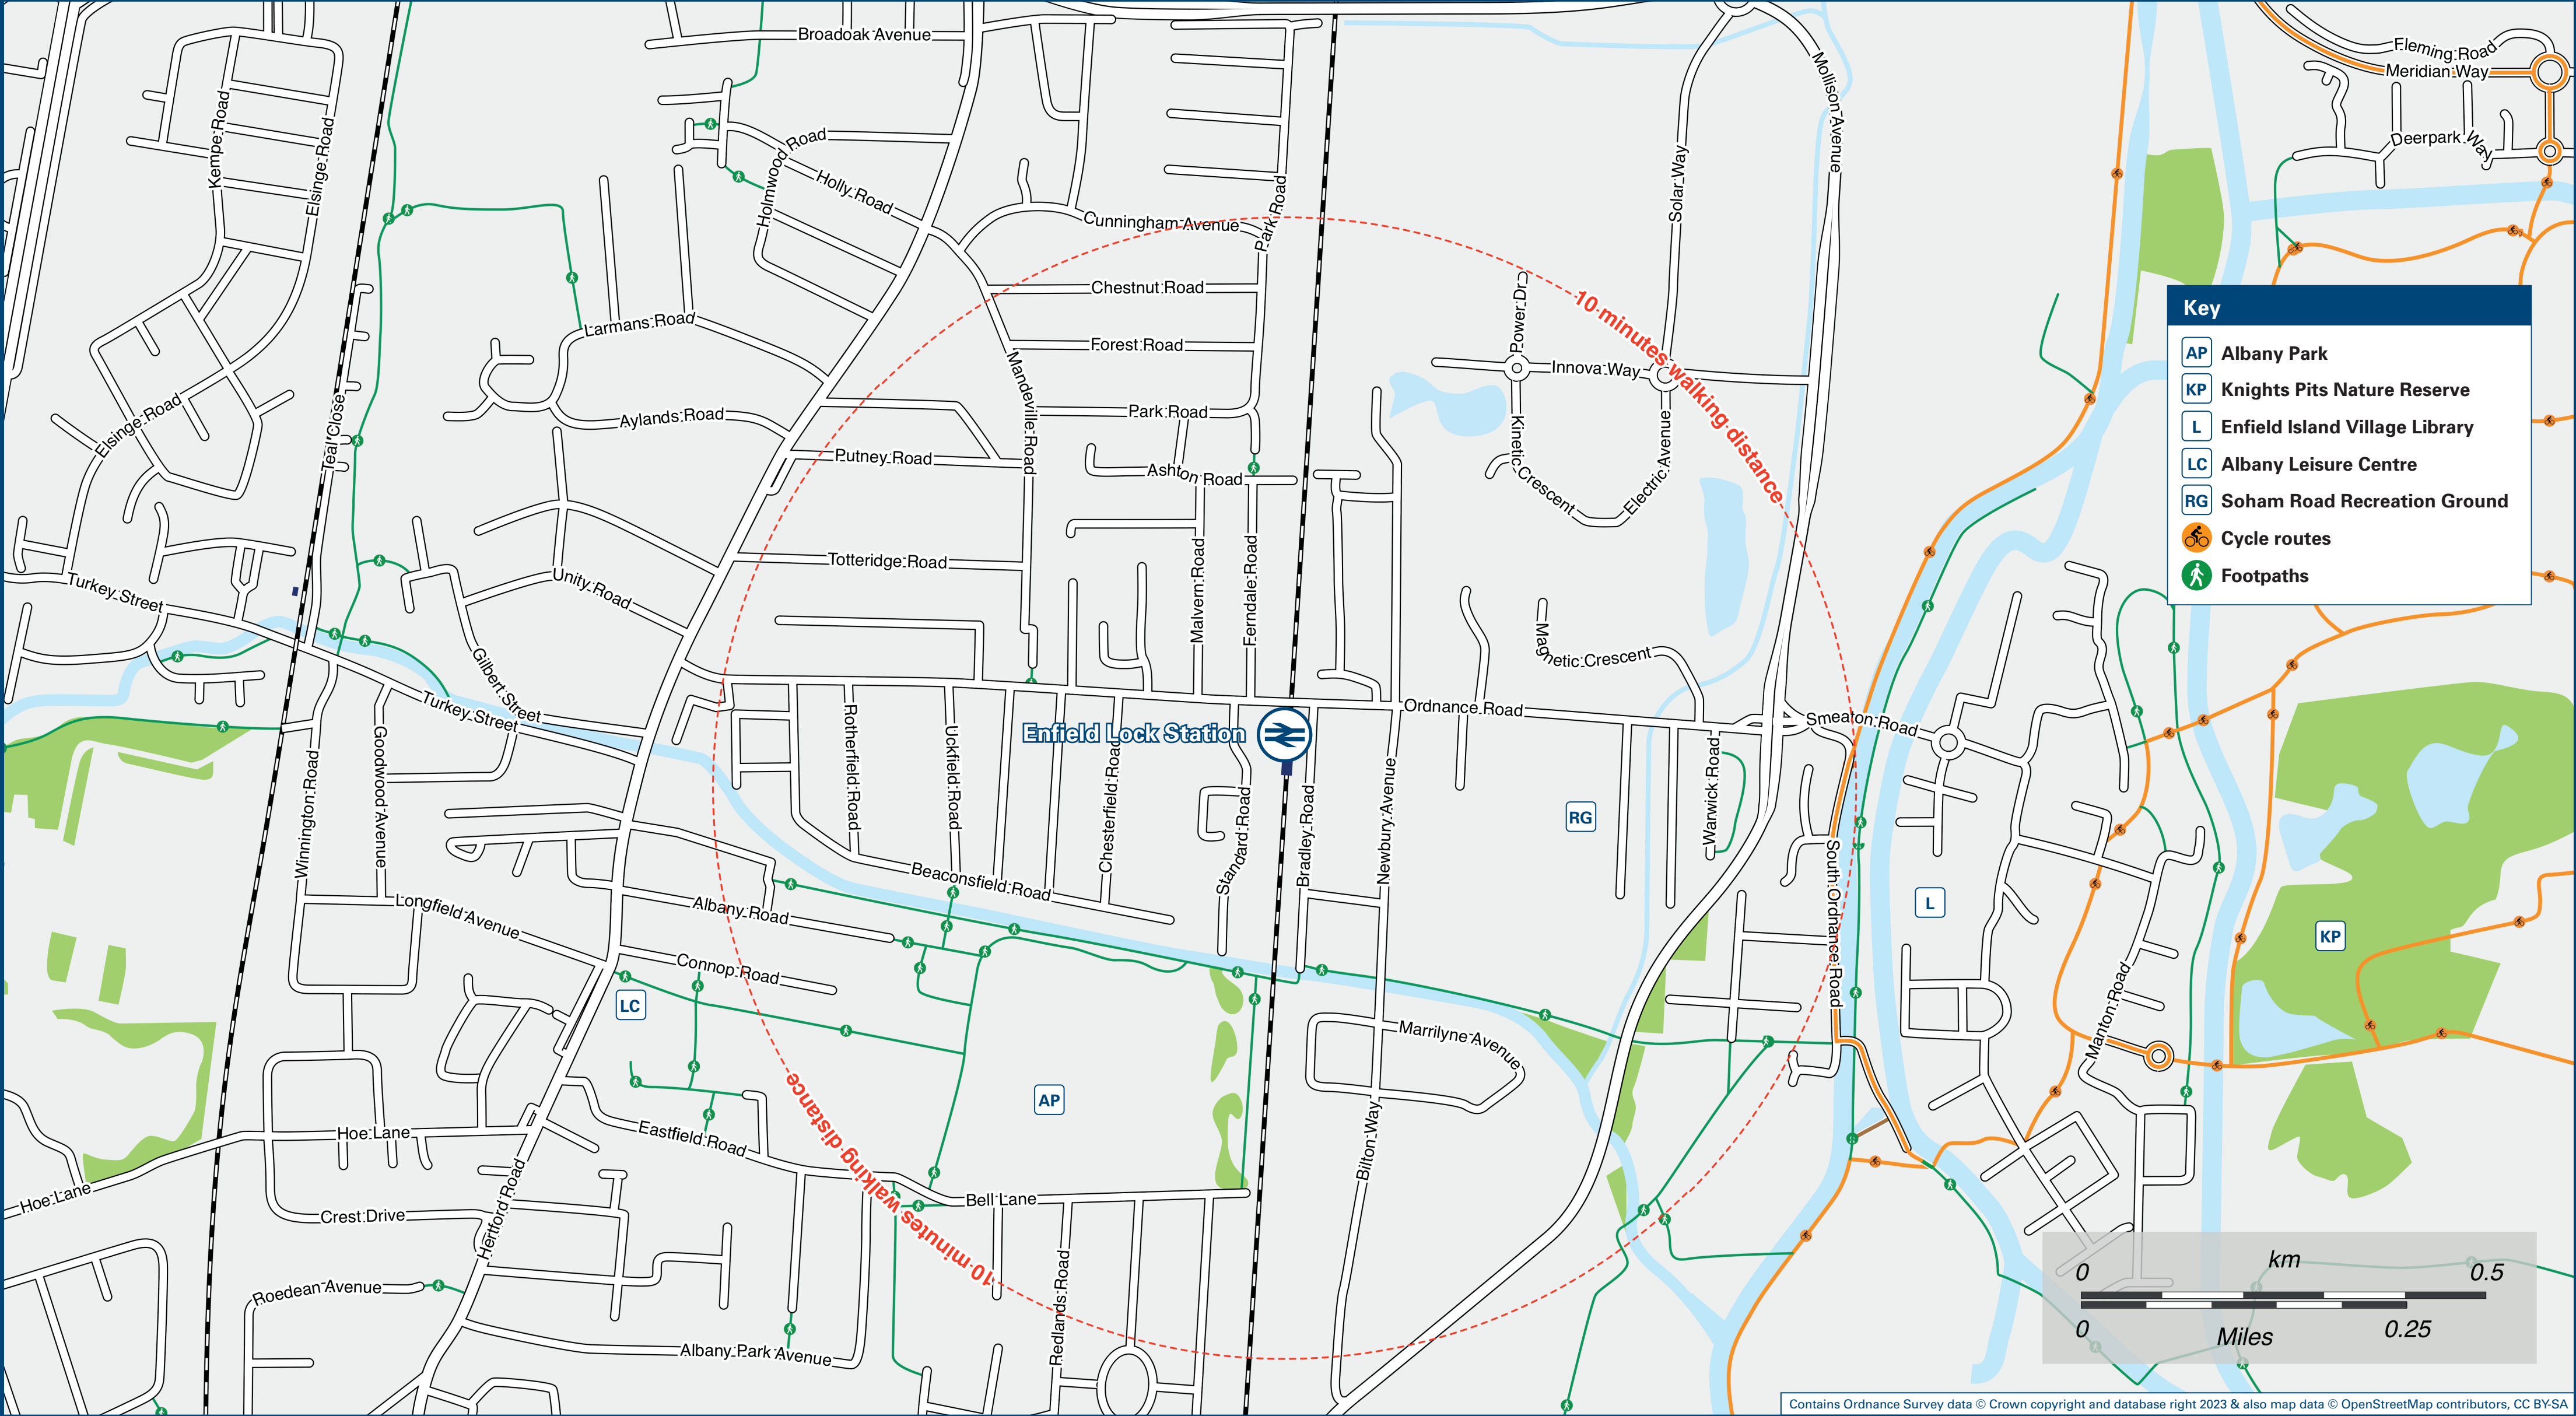 Broadoak Avenue
Fleming Road
Meridian Way
Mollison Avenue
Kempe Road
Elsinge Road
Holmwood Road
Holly Road
Deerpark Way
Solar Way
Park Road
Cunningham Avenue
Chestnut Road
Power Dr
10 minutes walking distance
Larmans Road
Forest Road
Mandeville Road
Innova Way
Key
AP Albany Park
KP Knights Pits Nature Reserve
L Enfield Island Village Library
LC Albany Leisure Centre
RG Soham Road Recreation Ground
Cycle routes
Footpaths
Elsinge Road
Teal Close
Aylands Road
Park Road
Putney Road
Ashton Road
Kinetic Crescent
Electric Avenue
Totteridge Road
Malvern Road
Ferndale Road
Turkey Street
Unity Road
Magnetic Crescent
Gilbert Street
Turkey Street
Ordnance Road
Smeaton Road
Enfield Lock Station
Winnington Road
Goodwood Avenue
Rotherfield Road
Uckfield Road
Chesterfield Road
Standard Road
Bradley Road
Newbury Avenue
RG
Warwick Road
South Ordnance Road
L
KP
Beaconsfield Road
Longfield Avenue
Albany Road
Connop Road
LC
Manton Road
Marrilyne Avenue
AP
Hoe Lane
Eastfield Road
10 minutes walking distance
Bilton Way
Hoe Lane
Bell Lane
Crest Drive
Hertford Road
Roedean Avenue
Redlands Road
Albany Park Avenue
km
0 0.5
0 0.25
Miles
Contains Ordnance Survey data © Crown copyright and database right 2023 & also map data © OpenStreetMap contributors, CC BY-SA